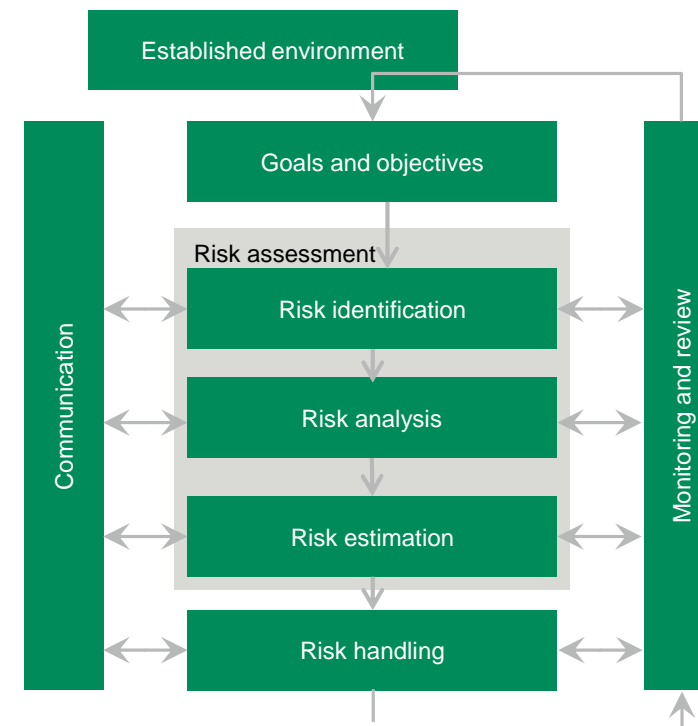 Established environment
Goals and objectives
Risk assessment
Risk identification
Risk analysis
Risk estimation
Risk handling
Communication
Monitoring and review